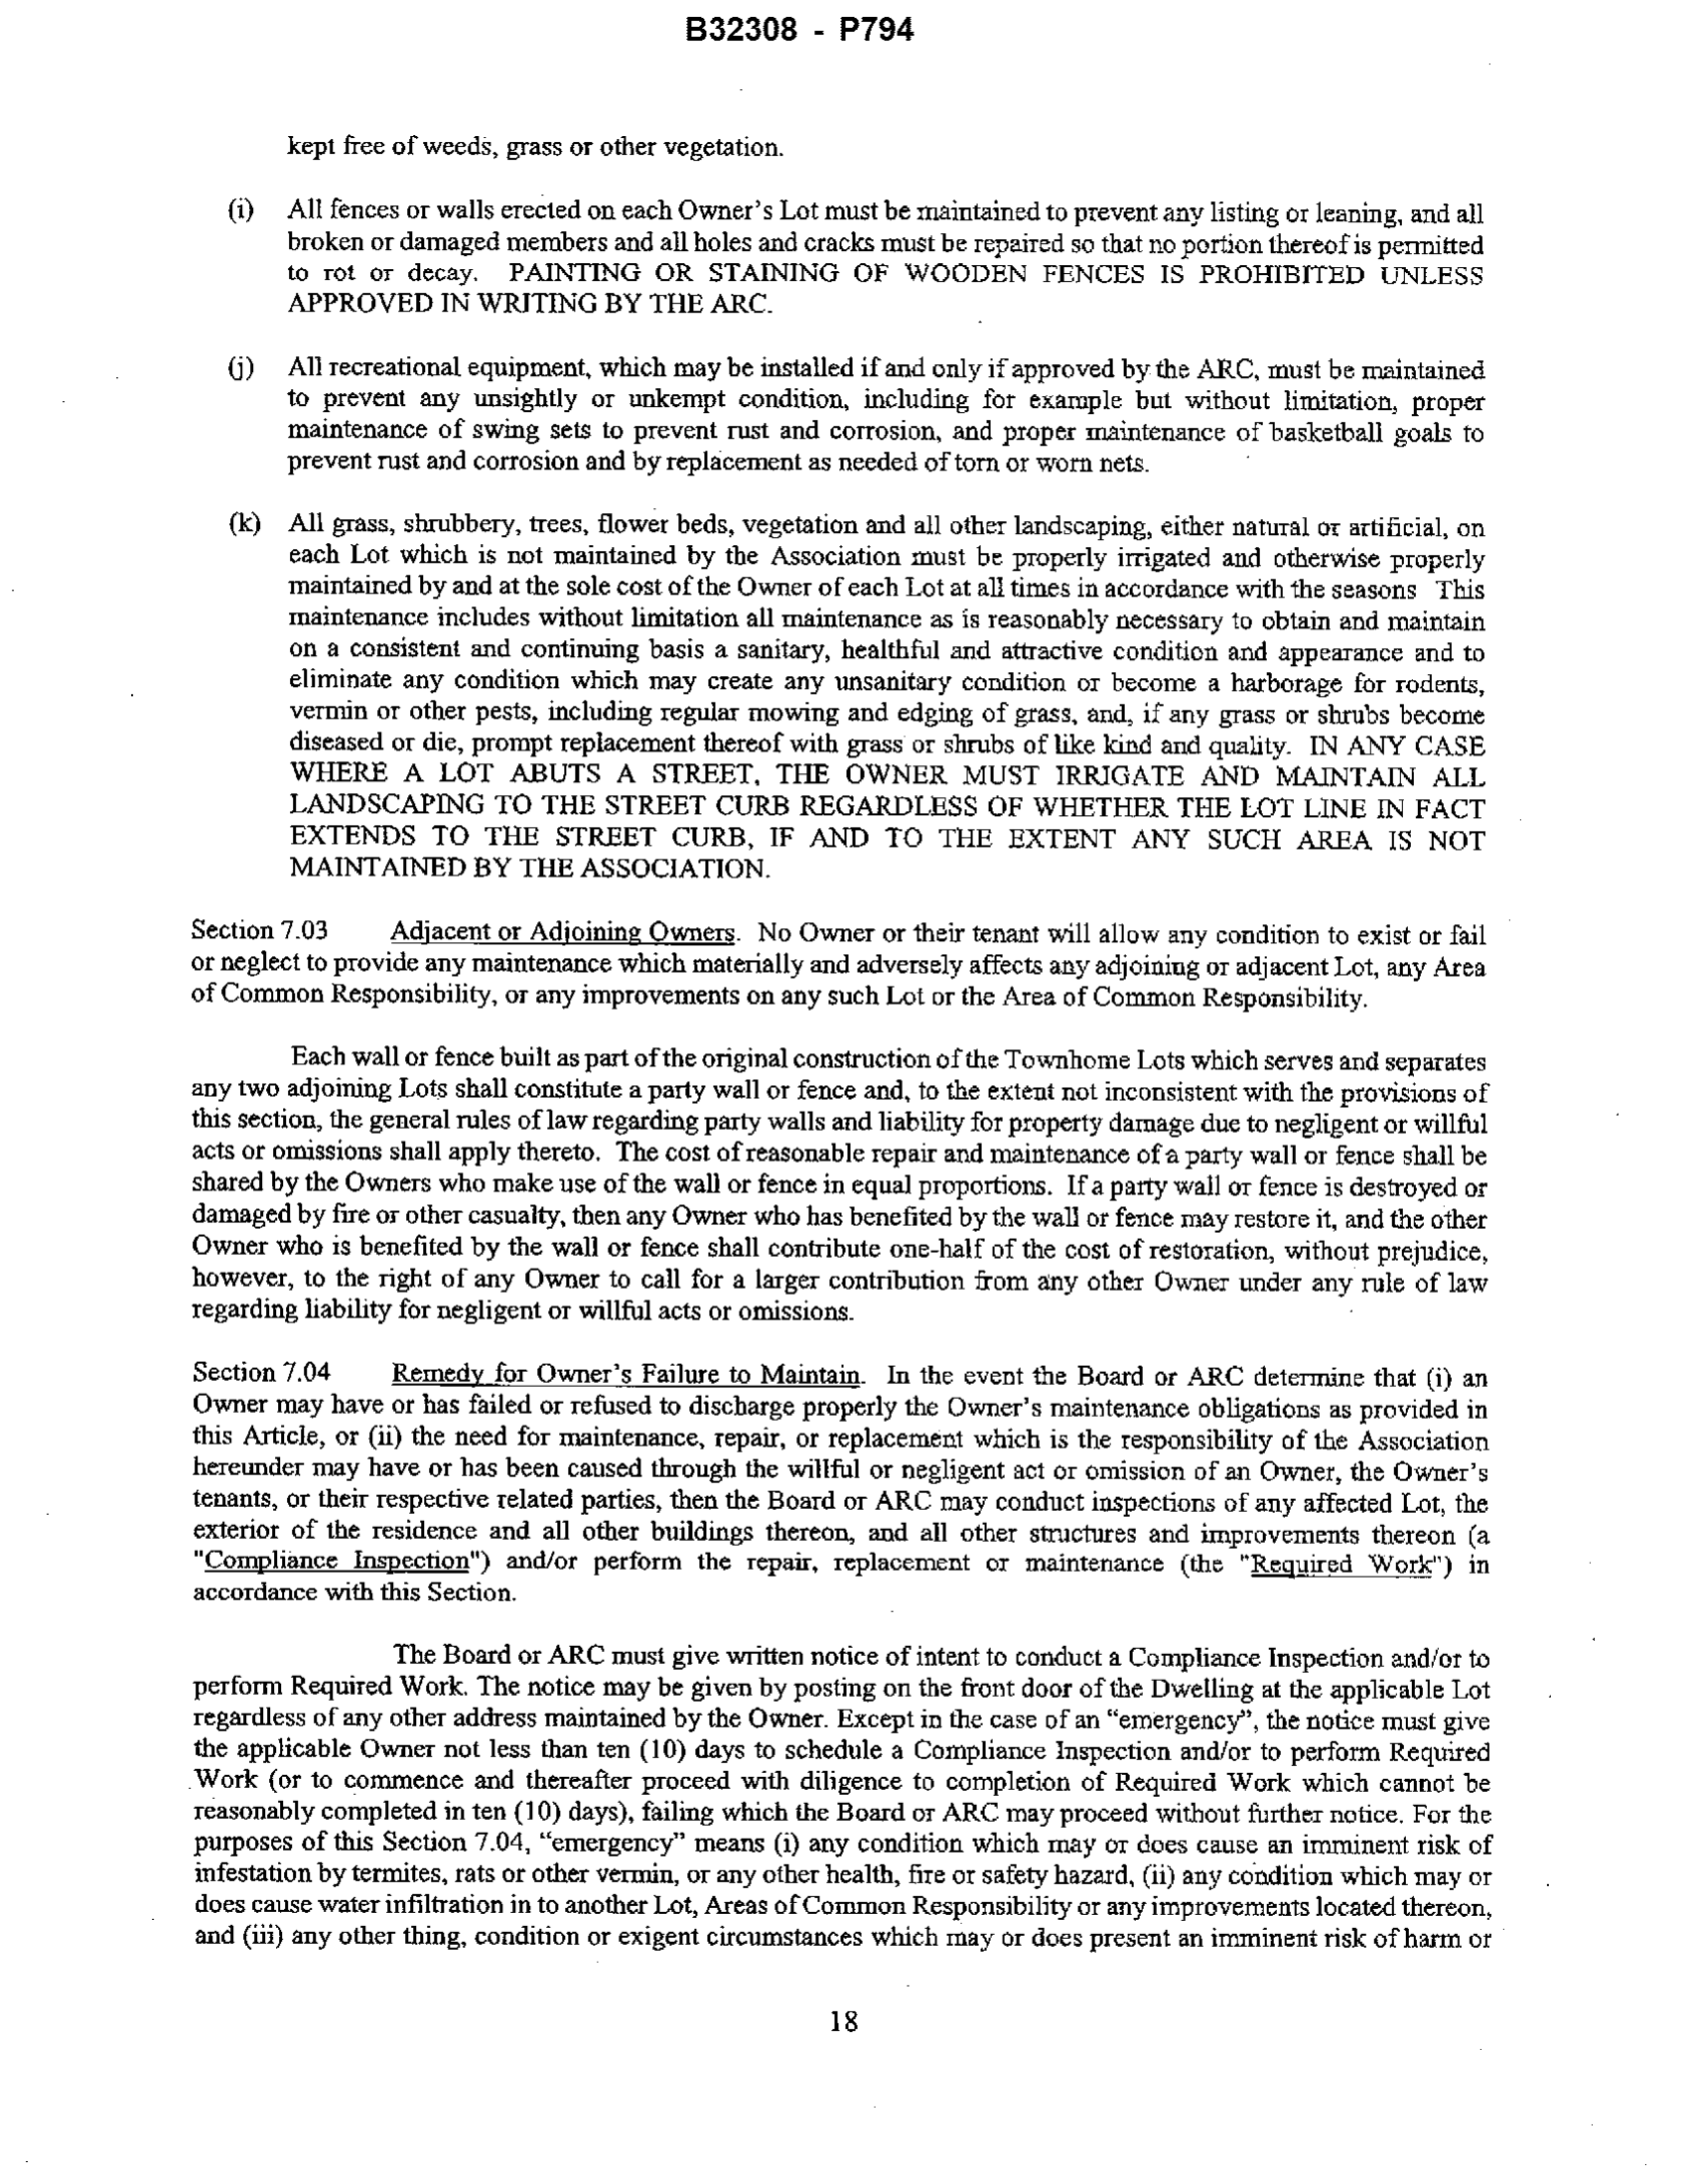 B32308 - P794
kept free of weeds, grass or other vegetation.
(i) All fences or walls erected on each Owner's Lot must be maintained to prevent any listing or leaning, and all
broken or damaged members and all holes and cracks must be repaired so that no portion thereof is permitted
to rot or decay. PAINTING OR STAINING OF WOODEN FENCES IS PROHIBITED UNLESS
APPROVED IN WRITING BY THE ARC.
(j) All recreational equipment, which may be installed if and only if approved by the ARC, must be maintained
to prevent any unsightly or unkempt condition, including for example but without limitation, proper
maintenance of swing sets to prevent rust and corrosion, and proper maintenance of basketball goals to
prevent rust and corrosion and by replacement as needed of torn or worn nets.
(k) All grass, shrubbery, trees, flower beds, vegetation and all other landscaping, either natural or artificial, on
each Lot which is not maintained by the Association must be properly irrigated and otherwise properly
maintained by and at the sole cost of the Owner of each Lot at all times in accordance with the seasons This
maintenance includes without limitation all maintenance as is reasonably necessary to obtain and maintain
on a consistent and continuing basis a sanitary, healthful and attractive condition and appearance and to
eliminate any condition which may create any unsanitary condition or become a harborage for rodents,
vermin or other pests, including regular mowing and edging of grass, and, if any grass or shrubs become
diseased or die, prompt replacement thereof with grass or shrubs of like kind and quality. IN ANY CASE
WHERE A LOT ABUTS A STREET, THE OWNER MUST IRRIGATE AND MAINTAIN ALL
LANDSCAPING TO THE STREET CURB REGARDLESS OF WHETHER THE LOT LINE IN FACT
EXTENDS TO THE STREET CURB, IF AND TO THE EXTENT ANY SUCH AREA IS NOT
MAINTAINED BY THE ASSOCIATION.
Section 7.03 Adjacent or Adjoining Owners. No Owner or their tenant will allow any condition to exist or fail
or neglect to provide any maintenance which materially and adversely affects any adjoining or adjacent Lot, any Area
of Common Responsibility, or any improvements on any such Lot or the Area of Common Responsibility.
Each wall or fence built as part of the original construction of the Townhome Lots which serves and separates
any two adjoining Lots shall constitute a party wall or fence and, to the extent not inconsistent with the provisions of
this section, the general rules of law regarding party walls and liability for property damage due to negligent or willful
acts or omissions shall apply thereto. The cost of reasonable repair and maintenance of a party wall or fence shall be
shared by the Owners who make use of the wall or fence in equal proportions. If a party wall or fence is destroyed or
damaged by fire or other casualty, then any Owner who has benefited by the wall or fence may restore it, and the other
Owner who is benefited by the wall or fence shall contribute one-half of the cost of restoration, without prejudice,
however, to the right of any Owner to call for a larger contribution from any other Owner under any rule of law
regarding liability for negligent or willful acts or omissions.
Section 7.04 Remedy for Owner's Failure to Maintain. In the event the Board or ARC determine that (i) an
Owner may have or has failed or refused to discharge properly the Owner's maintenance obligations as provided in
this Article, or (ii) the need for maintenance, repair, or replacement which is the responsibility of the Association
hereunder may have or has been caused through the willful or negligent act or omission of an Owner, the Owner's
tenants, or their respective related parties, then the Board or ARC may conduct inspections of any affected Lot, the
exterior of the residence and all other buildings thereon, and all other structures and improvements thereon (a
"Compliance Inspection") and/or perform the repair, replacement or maintenance (the "Required Work") in
accordance with this Section.
The Board or ARC must give written notice of intent to conduct a Compliance Inspection and/or to
perform Required Work. The notice may be given by posting on the front door of the Dwelling at the applicable Lot
regardless of any other address maintained by the Owner. Except in the case of an “emergency”, the notice must give
the applicable Owner not less than ten (10) days to schedule a Compliance Inspection and/or to perform Required
Work (or to commence and thereafter proceed with diligence to completion of Required Work which cannot be
reasonably completed in ten (10) days), failing which the Board or ARC may proceed without further notice. For the
purposes of this Section 7.04, “emergency” means (i) any condition which may or does cause an imminent risk of
infestation by termites, rats or other vermin, or any other health, fire or safety hazard, (ii) any condition which may or
does cause water infiltration in to another Lot, Areas of Common Responsibility or any improvements located thereon,
and (iii) any other thing, condition or exigent circumstances which may or does present an imminent risk of harm or
18